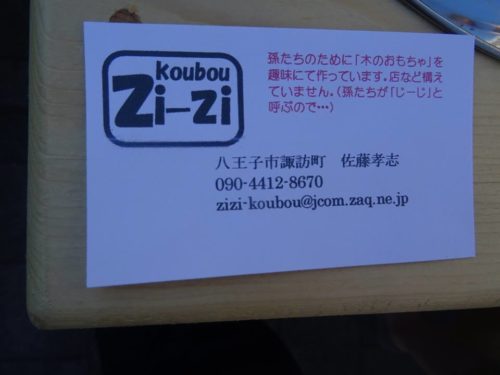 koubou
Zi-zi
孫たちのために「木のおもちゃ」を
趣味にて作っています。店など構え
ていません。(孫たちが「じーじ」と
呼ぶので…)
八王子市諏訪町　佐藤孝志
090-4412-8670
zizi-koubou@jcom.zaq.ne.jp